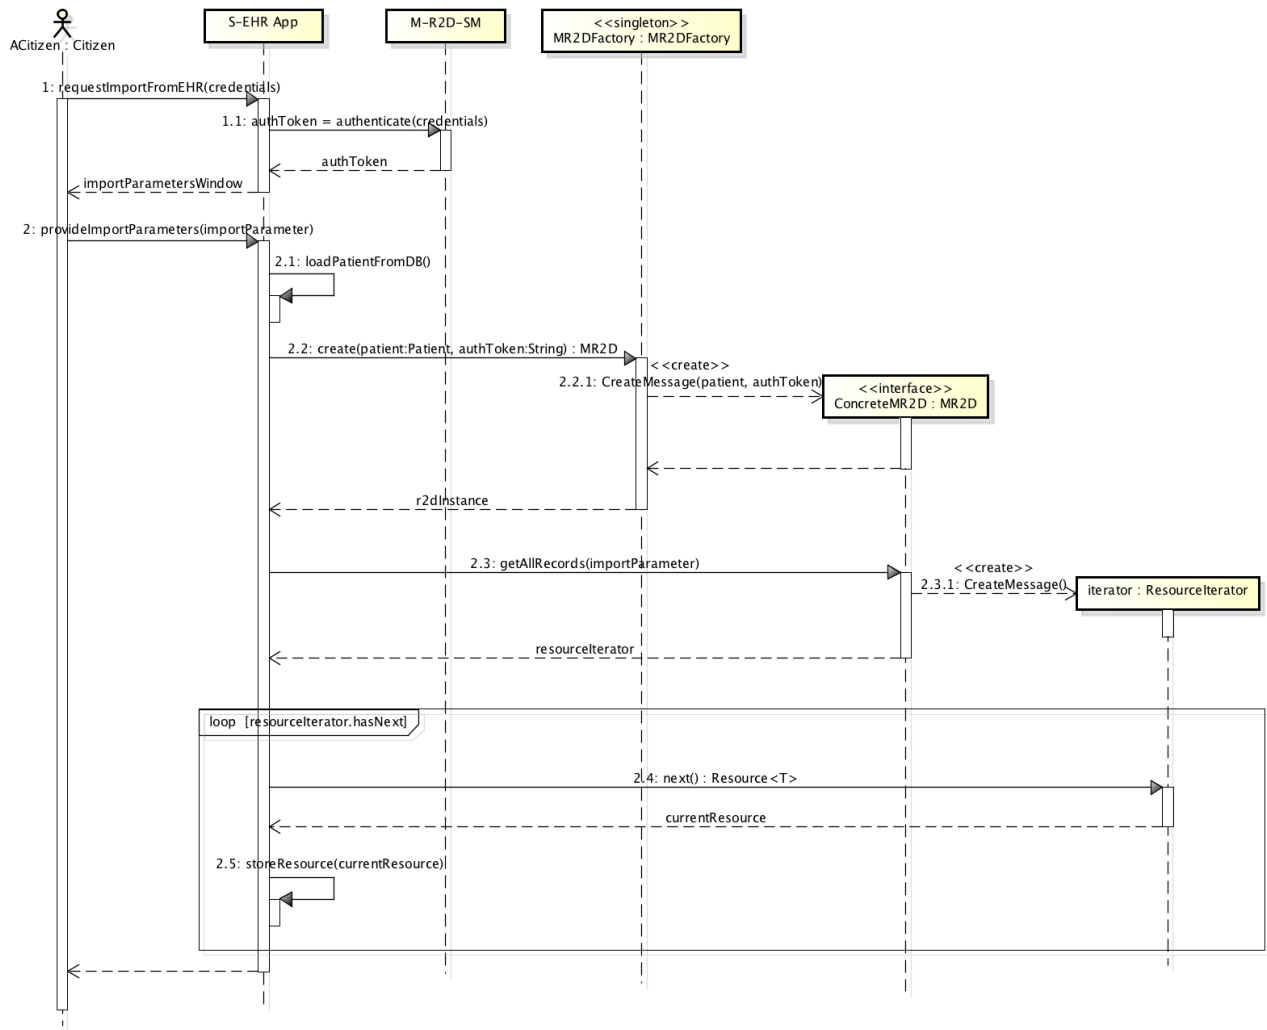 S-EHR App
M-R2D-SM
<<singleton>>
MR2DFactory : MR2DFactory
ACitizen : Citizen
1: requestImportFromEHR(credentials)
1.1: authToken = authenticate(credentials)
authToken
importParametersWindow
2: provideImportParameters(importParameter)
2.1: loadPatientFromDB()
2.2: create(patient:Patient, authToken:String) : MR2D
<<create>>
2.2.1: CreateMessage(patient, authToken)
<<interface>>
ConcreteMR2D : MR2D
r2dInstance
2.3: getAllRecords(importParameter)
<<create>>
2.3.1: CreateMessage()
iterator : ResourceIterator
resourceIterator
loop [resourceIterator.hasNext]
2.4: next() : Resource<T>
currentResource
2.5: storeResource(currentResource)